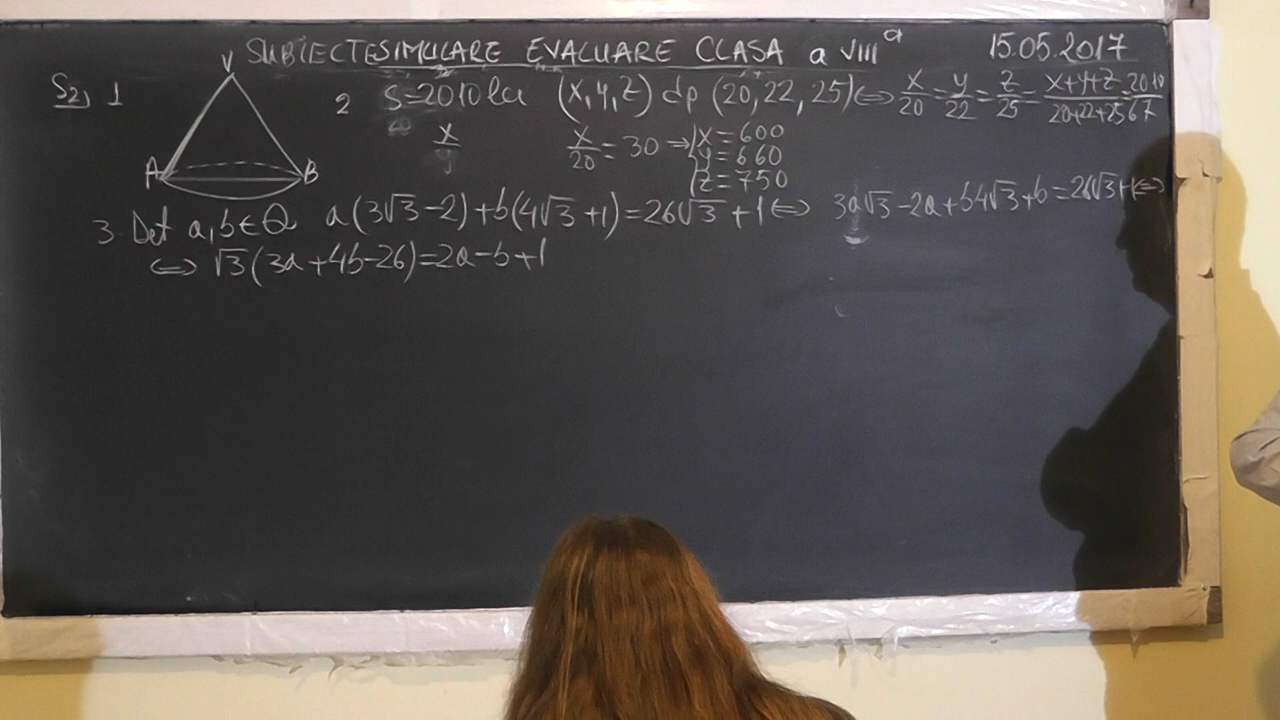 SUBIECTE SIMULARE EVALUARE CLASA a VIIIª 15.05.2017
S2, 1
V
A B
2 S=2010 lei (x,y,z) dp (20,22,25) ⇔ x/20 = y/22 = z/25 = x+y+z/20+22+25 = 2010/67
x/y x/20 = 30 ⇒ { x=600
y=660
z=750
3. Det a,b∈Q a(3√3-2)+b(4√3+1)=26√3+1 ⇔ 3a√3-2a+b4√3+b=26√3+1 ⇔
⇔ √3(3a+4b-26)=2a-b+1